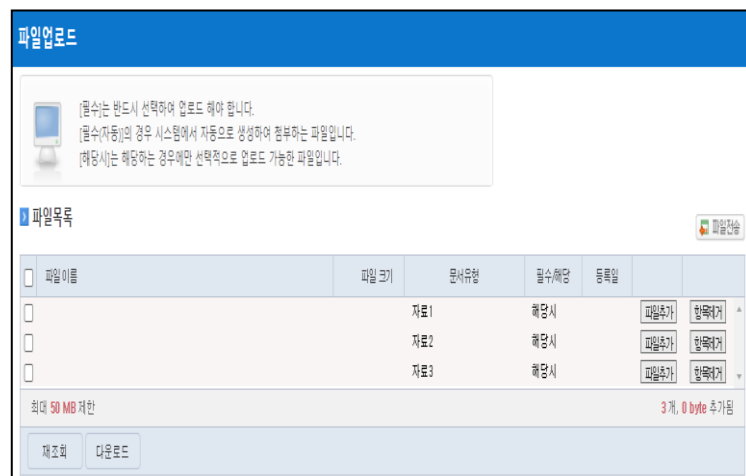 파일업로드
[필수]는 반드시 선택하여 업로드 해야 합니다.
[필수(자동)]의 경우 시스템에서 자동으로 생성하여 첨부하는 파일입니다.
[해당시]는 해당하는 경우에만 선택적으로 업로드 가능한 파일입니다.
파일목록
파일전송
파일 이름 파일 크기 문서유형 필수/해당 등록일
자료1 해당시 파일추가 항목제거
자료2 해당시 파일추가 항목제거
자료3 해당시 파일추가 항목제거
최대 50 MB 제한 3 개, 0 byte 추가됨
재조회 다운로드